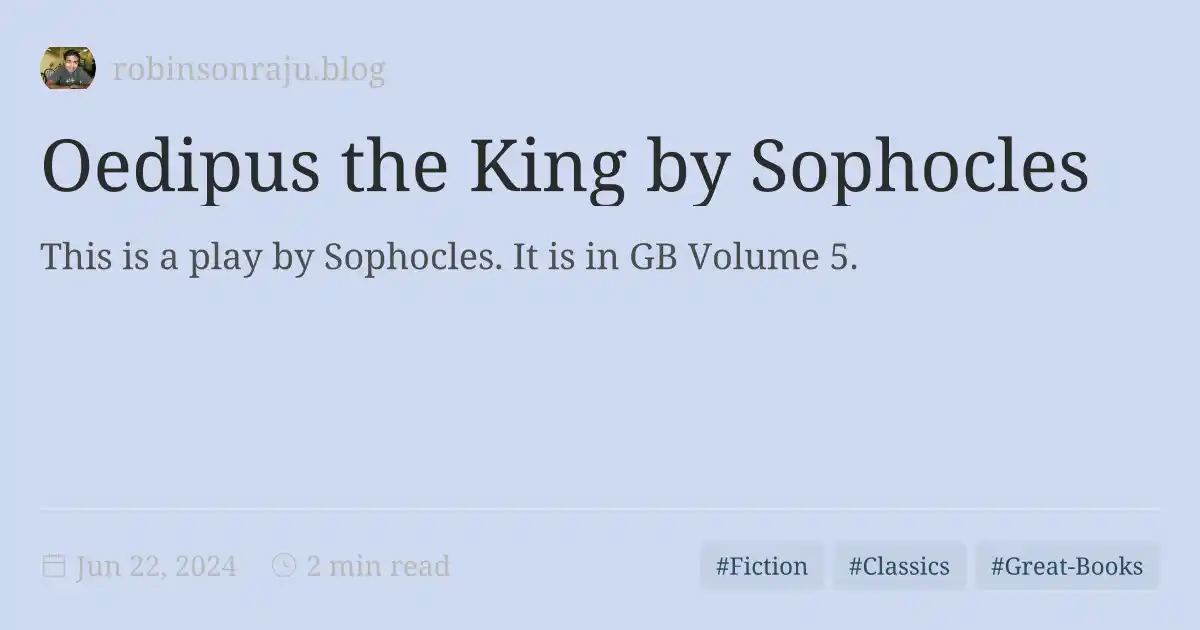 robinsonraju.blog
Oedipus the King by Sophocles
This is a play by Sophocles. It is in GB Volume 5.
Jun 22, 2024 2 min read #Fiction #Classics #Great-Books